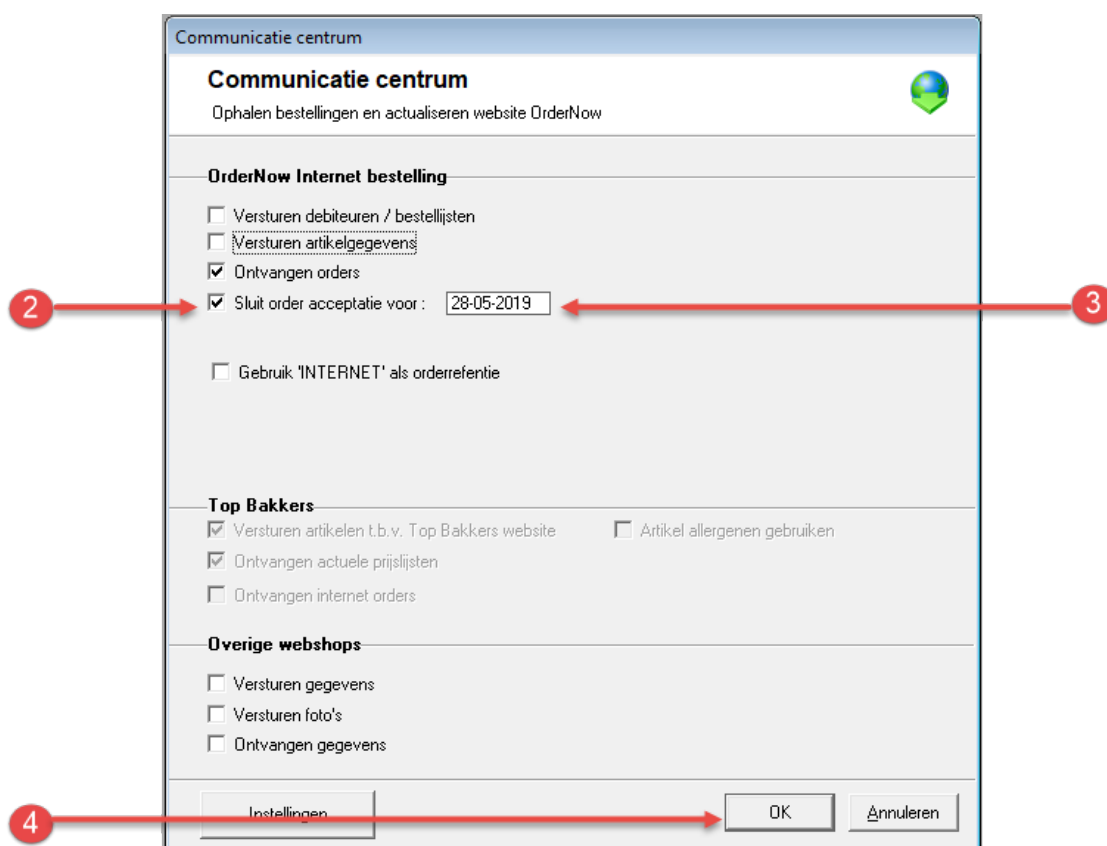 Communicatie centrum
Communicatie centrum
Ophalen bestellingen en actualiseren website OrderNow
OrderNow Internet bestelling
Versturen debiteuren / bestellijsten
Versturen artikelgegevens
Ontvangen orders
2 Sluit order acceptatie voor : 28-05-2019 3
Gebruik 'INTERNET' als orderrefentie
Top Bakkers
Versturen artikelen t.b.v. Top Bakkers website Artikel allergenen gebruiken
Ontvangen actuele prijslijsten
Ontvangen internet orders
Overige webshops
Versturen gegevens
Versturen foto's
Ontvangen gegevens
4 Instellingen OK Annuleren